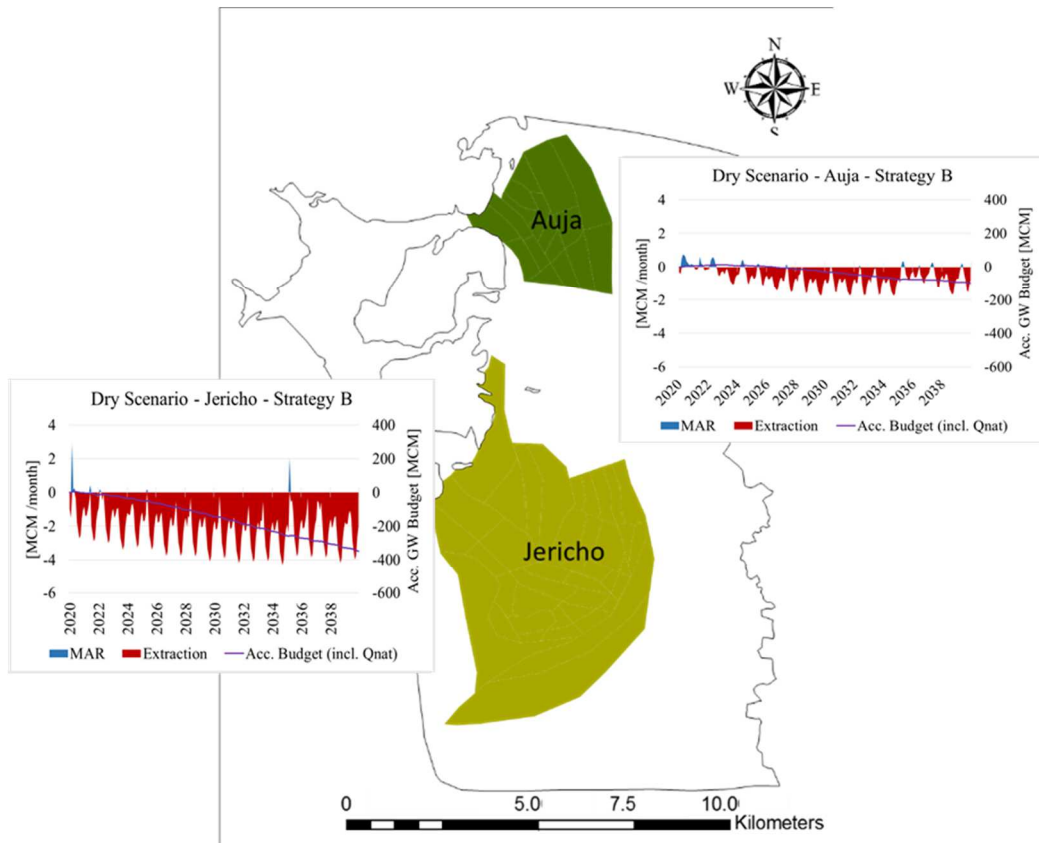 N
W E
S
Auja
Dry Scenario - Auja - Strategy B
[MCM /month]
4
2
0
-2
-4
-6
400
200
0
-200
-400
-600
Acc. GW Budget [MCM]
2020
2022
2024
2026
2028
2030
2032
2034
2036
2038
MAR Extraction Acc. Budget (incl. Qnat)
Dry Scenario - Jericho - Strategy B
[MCM /month]
4
2
0
-2
-4
-6
400
200
0
-200
-400
-600
Acc. GW Budget [MCM]
2020
2022
2024
2026
2028
2030
2032
2034
2036
2038
MAR Extraction Acc. Budget (incl. Qnat)
Jericho
0 5.0 7.5 10.0
Kilometers